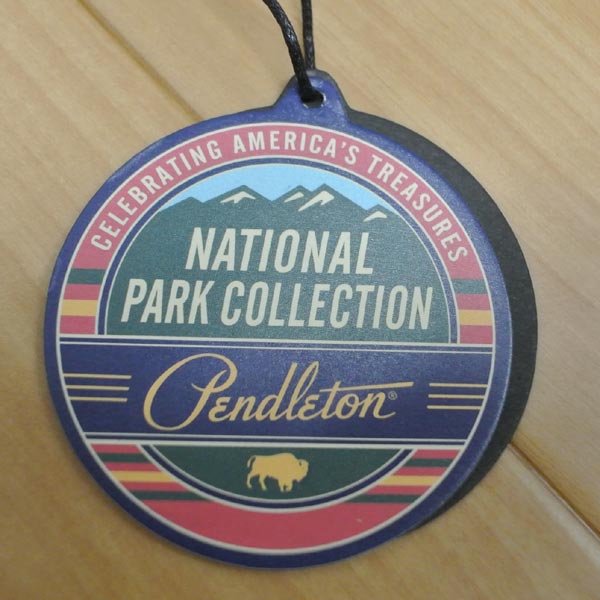 CELEBRATING AMERICA'S TREASURES
NATIONAL
PARK COLLECTION
Pendleton®